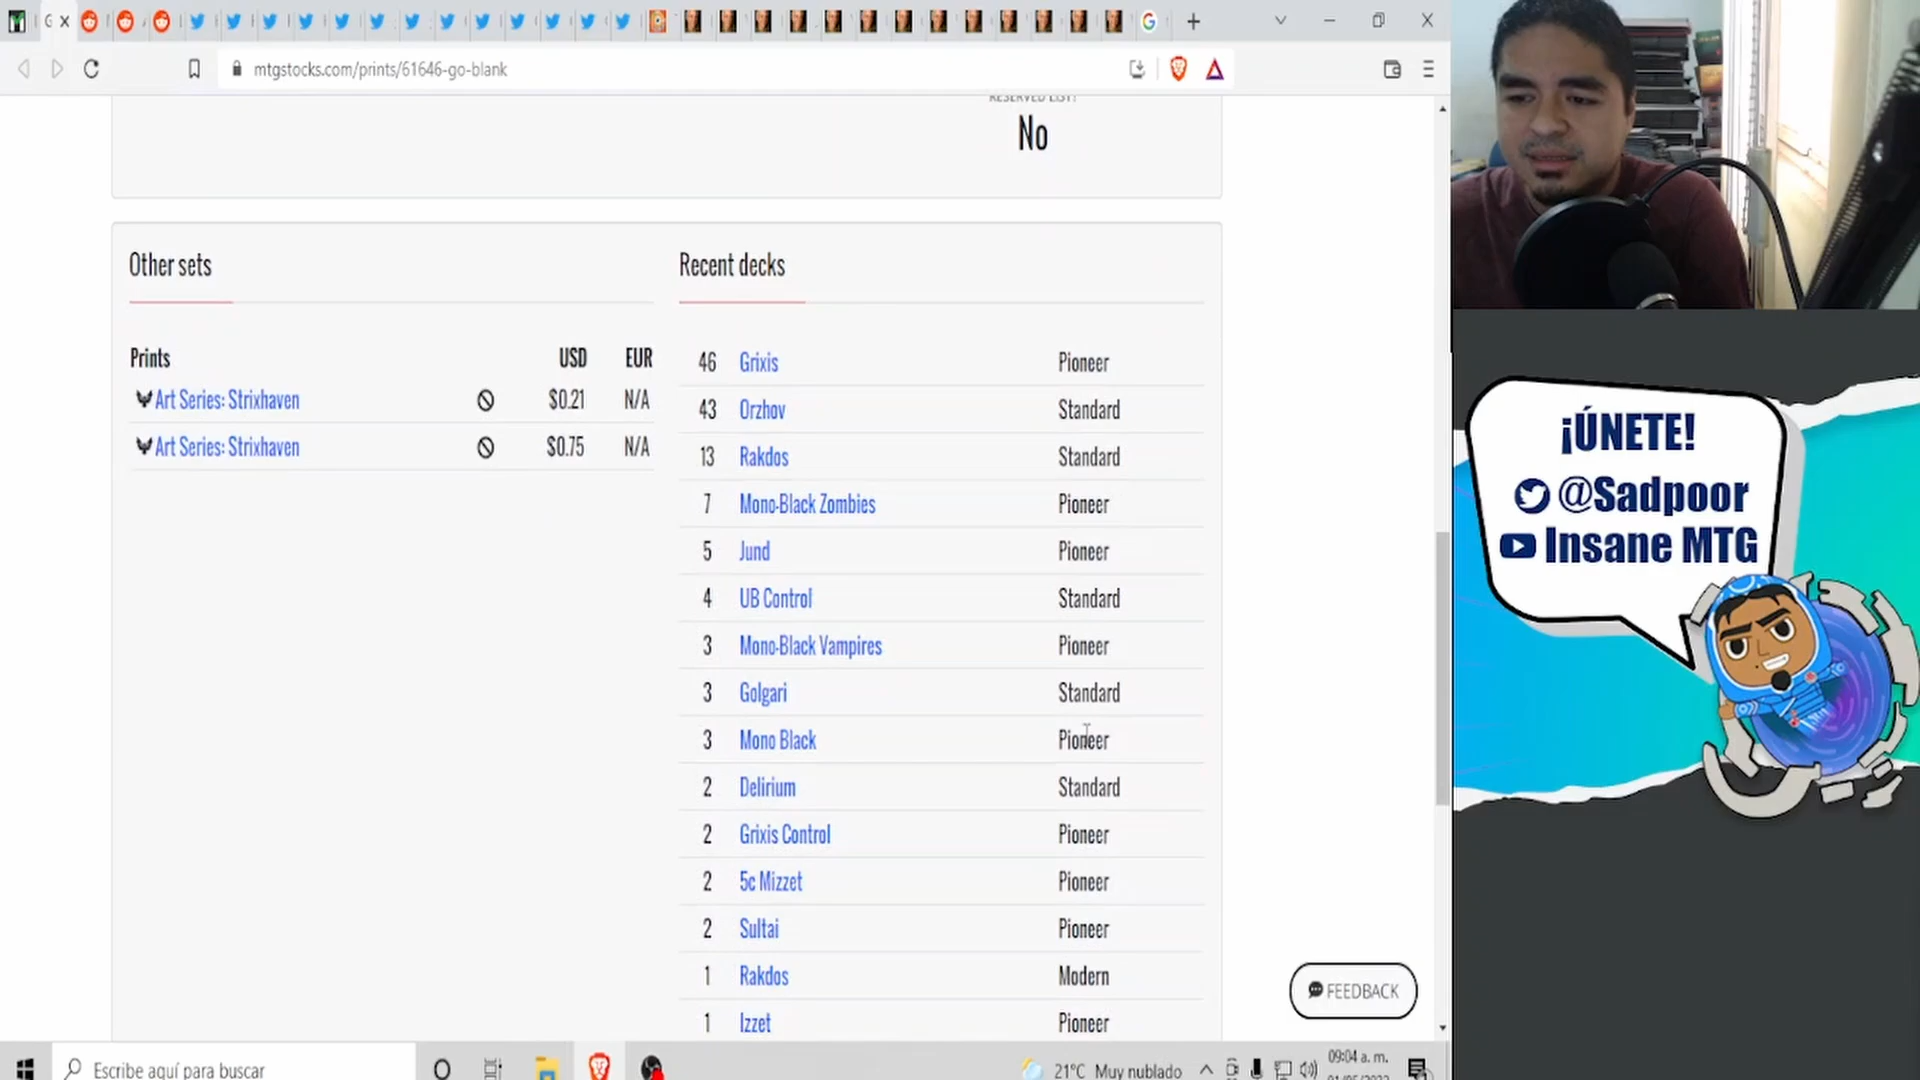 mtgstocks.com/prints/61646-go-blank
RESERVED LIST?
No
Other sets
Prints USD EUR
Art Series: Strixhaven $0.21 N/A
Art Series: Strixhaven $0.75 N/A
Recent decks
46 Grixis Pioneer
43 Orzhov Standard
13 Rakdos Standard
7 Mono-Black Zombies Pioneer
5 Jund Pioneer
4 UB Control Standard
3 Mono-Black Vampires Pioneer
3 Golgari Standard
3 Mono Black Pioneer
2 Delirium Standard
2 Grixis Control Pioneer
2 5c Mizzet Pioneer
2 Sultai Pioneer
1 Rakdos Modern
1 Izzet Pioneer
FEEDBACK
¡ÚNETE!
@Sadpoor
Insane MTG
Escribe aquí para buscar
21°C Muy nublado
09:04 a. m.